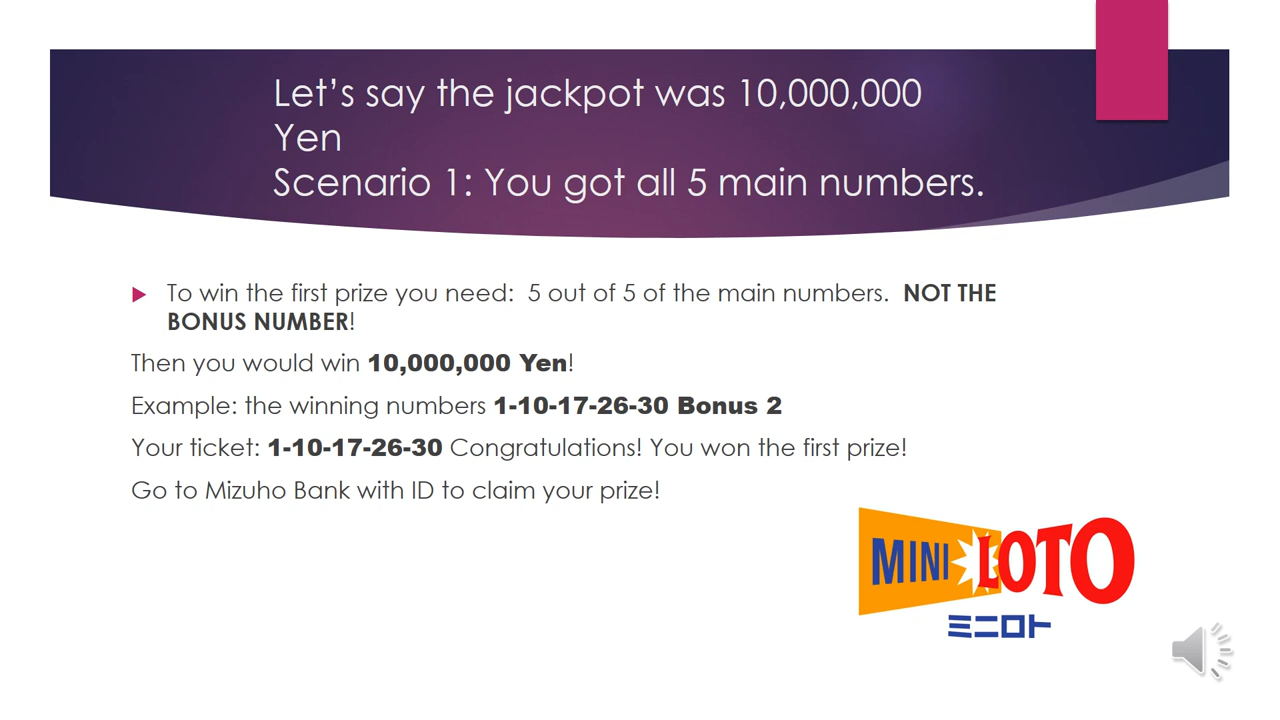 Let’s say the jackpot was 10,000,000
Yen
Scenario 1: You got all 5 main numbers.
To win the first prize you need:  5 out of 5 of the main numbers.  NOT THE
BONUS NUMBER!
Then you would win 10,000,000 Yen!
Example: the winning numbers 1-10-17-26-30 Bonus 2
Your ticket: 1-10-17-26-30 Congratulations! You won the first prize!
Go to Mizuho Bank with ID to claim your prize!
MINI LOTO
ミニロト